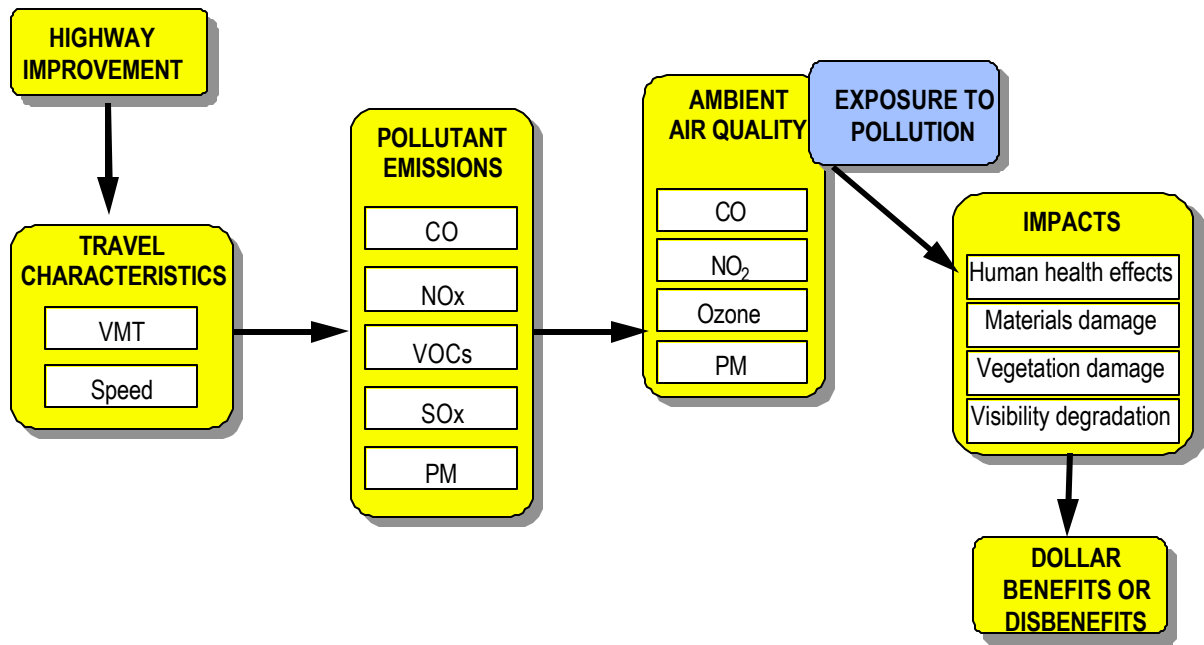 HIGHWAY
IMPROVEMENT
TRAVEL
CHARACTERISTICS
VMT
Speed
POLLUTANT
EMISSIONS
CO
NOx
VOCs
SOx
PM
AMBIENT
AIR QUALITY
CO
NO₂
Ozone
PM
EXPOSURE TO
POLLUTION
IMPACTS
Human health effects
Materials damage
Vegetation damage
Visibility degradation
DOLLAR
BENEFITS OR
DISBENEFITS